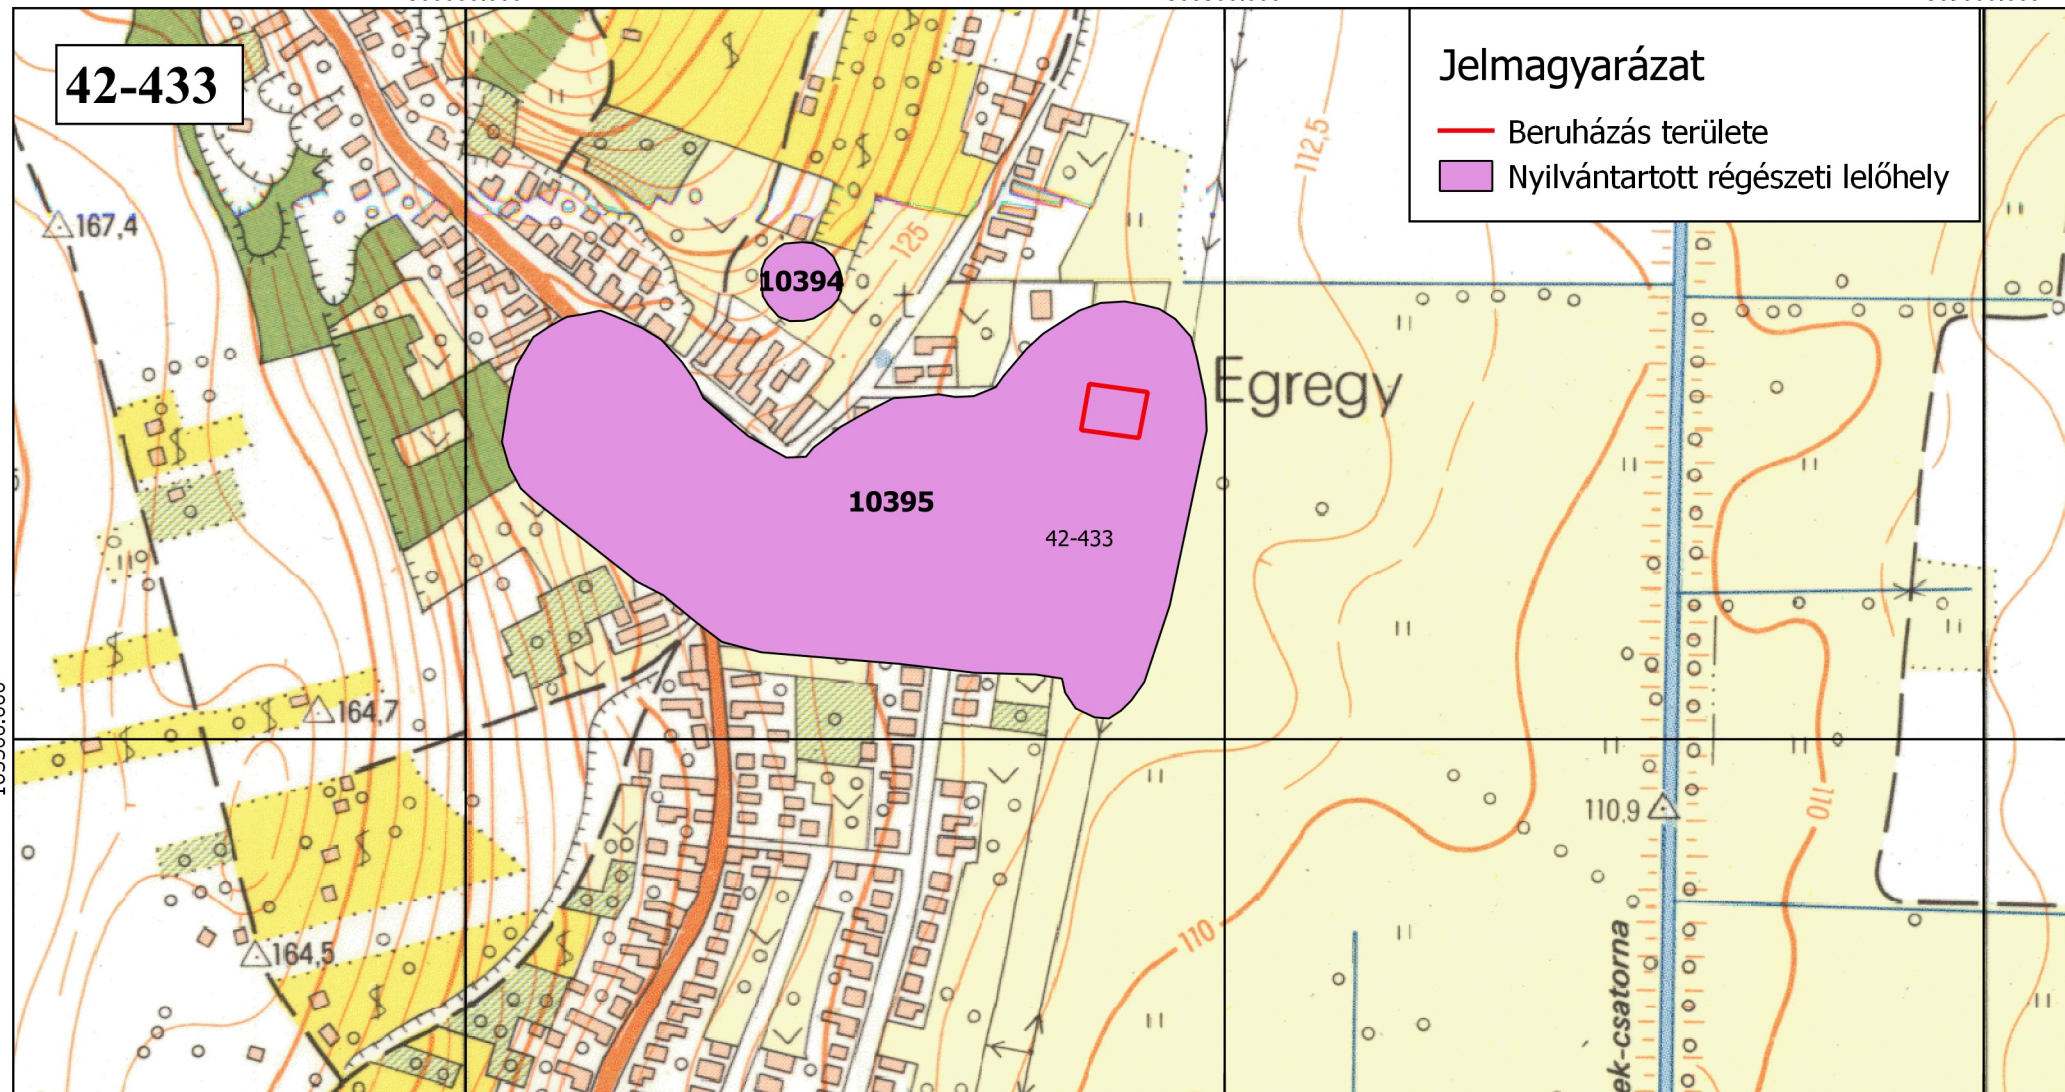 42-433
Jelmagyarázat
Beruházás területe
Nyilvántartott régészeti lelőhely
112,5
167,4
125
10394
Egregy
10395
42-433
164,7
110,9
110
110
164,5
ek-csatorna